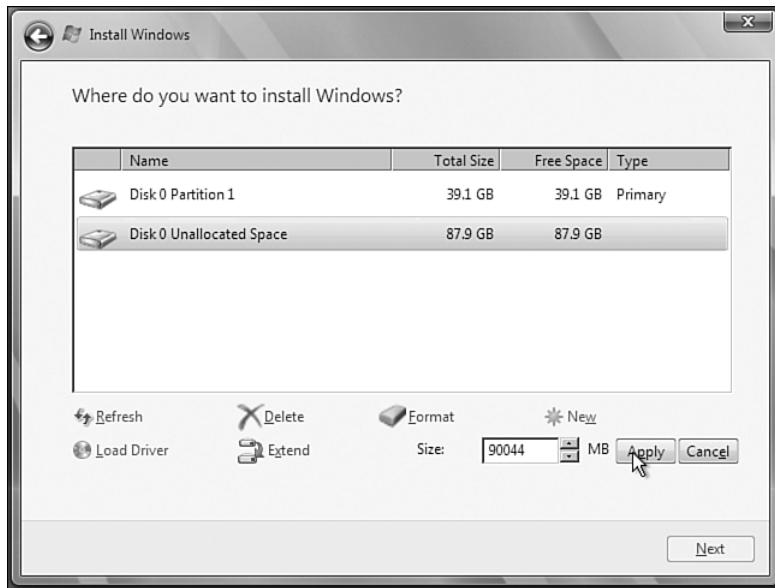 Install Windows
Where do you want to install Windows?
Name Total Size Free Space Type
Disk 0 Partition 1 39.1 GB 39.1 GB Primary
Disk 0 Unallocated Space 87.9 GB 87.9 GB
Refresh Delete Format New
Load Driver Extend Size: 90044 MB Apply Cancel
Next